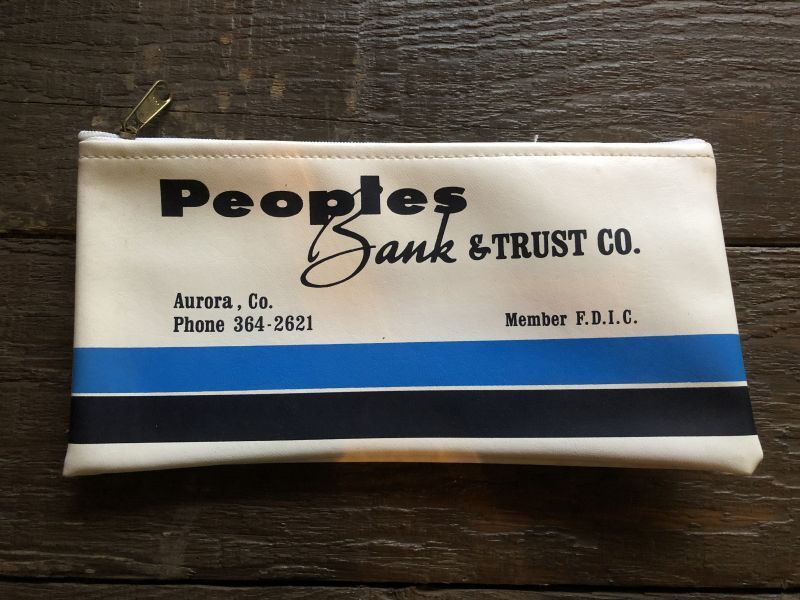 Peoples
Bank & TRUST CO.
Aurora, Co.
Phone 364-2621
Member F.D.I.C.